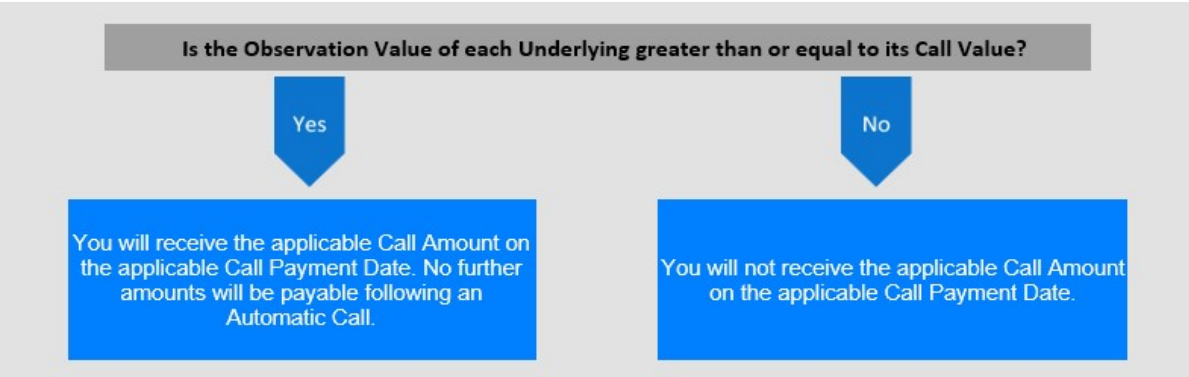 Is the Observation Value of each Underlying greater than or equal to its Call Value?
Yes
No
You will receive the applicable Call Amount on
the applicable Call Payment Date. No further
amounts will be payable following an
Automatic Call.
You will not receive the applicable Call Amount
on the applicable Call Payment Date.